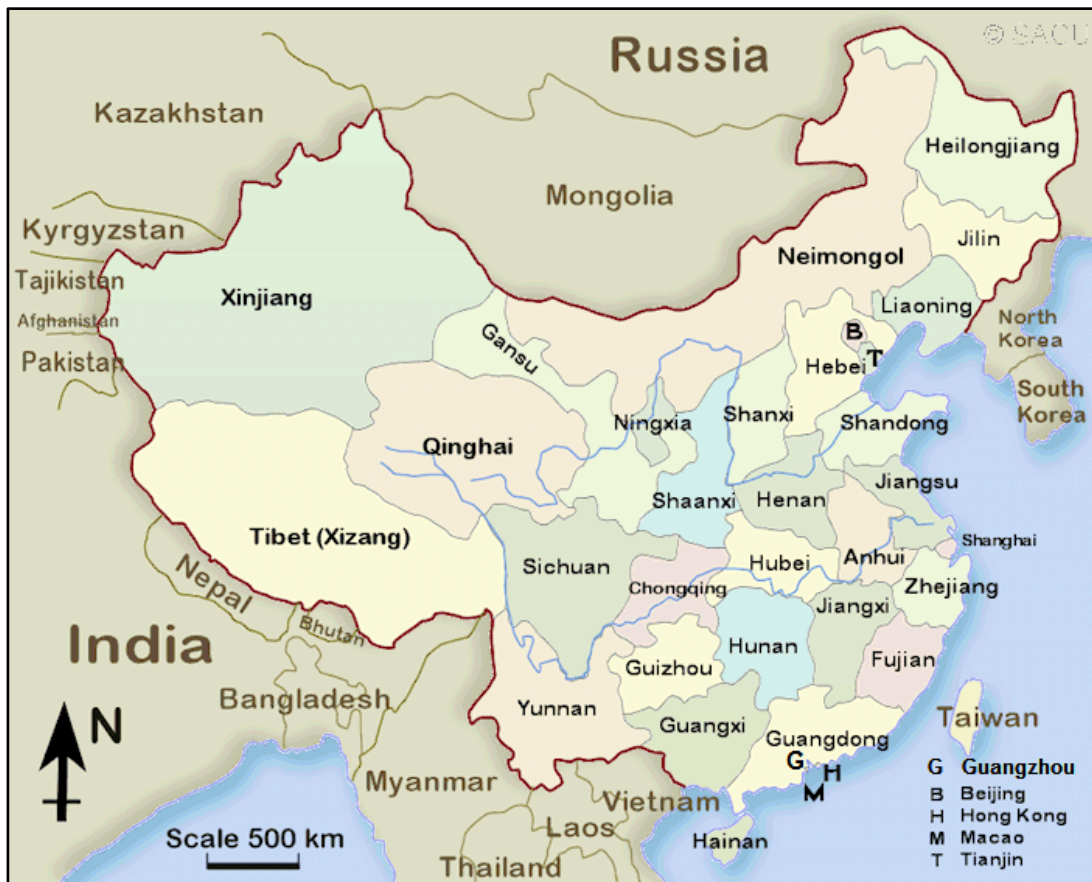 © SACU
Russia
Kazakhstan
Heilongjiang
Mongolia
Kyrgyzstan
Jilin
Neimongol
Tajikistan
Xinjiang
Liaoning
Afghanistan
North
Korea
B
Gansu
Pakistan
Hebei
T
South
Korea
Ningxia
Shanxi
Shandong
Qinghai
Jiangsu
Shaanxi
Henan
Tibet (Xizang)
Shanghai
Sichuan
Hubei
Anhui
Chongqing
Zhejiang
Nepal
Jiangxi
Bhutan
India
Hunan
Guizhou
Fujian
Bangladesh
Yunnan
Taiwan
Guangxi
Guangdong
N
G
H
M
G Guangzhou
B Beijing
H Hong Kong
M Macao
T Tianjin
Myanmar
Vietnam
Laos
Scale 500 km
Hainan
Thailand